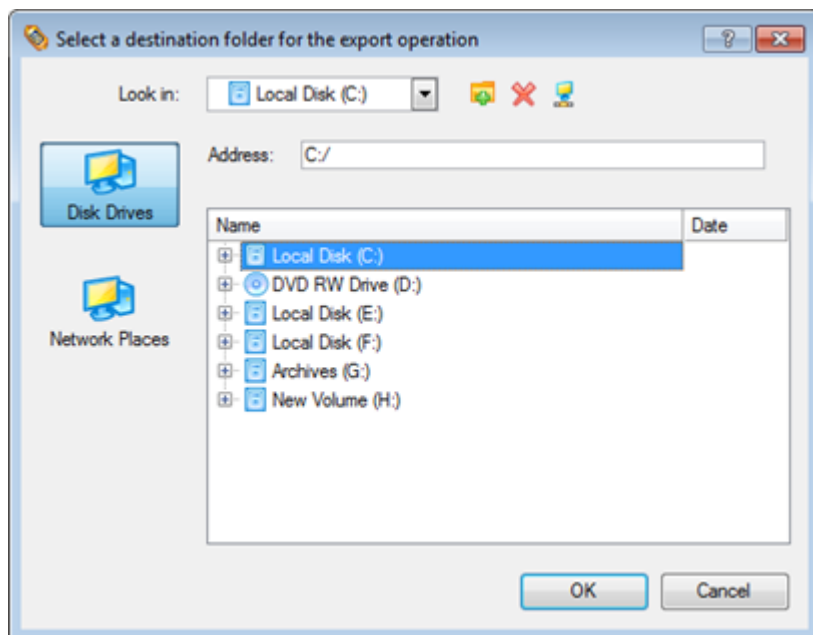 Select a destination folder for the export operation
Look in: Local Disk (C:)
Address: C:/
Disk Drives
Network Places
Name Date
Local Disk (C:)
DVD RW Drive (D:)
Local Disk (E:)
Local Disk (F:)
Archives (G:)
New Volume (H:)
OK Cancel